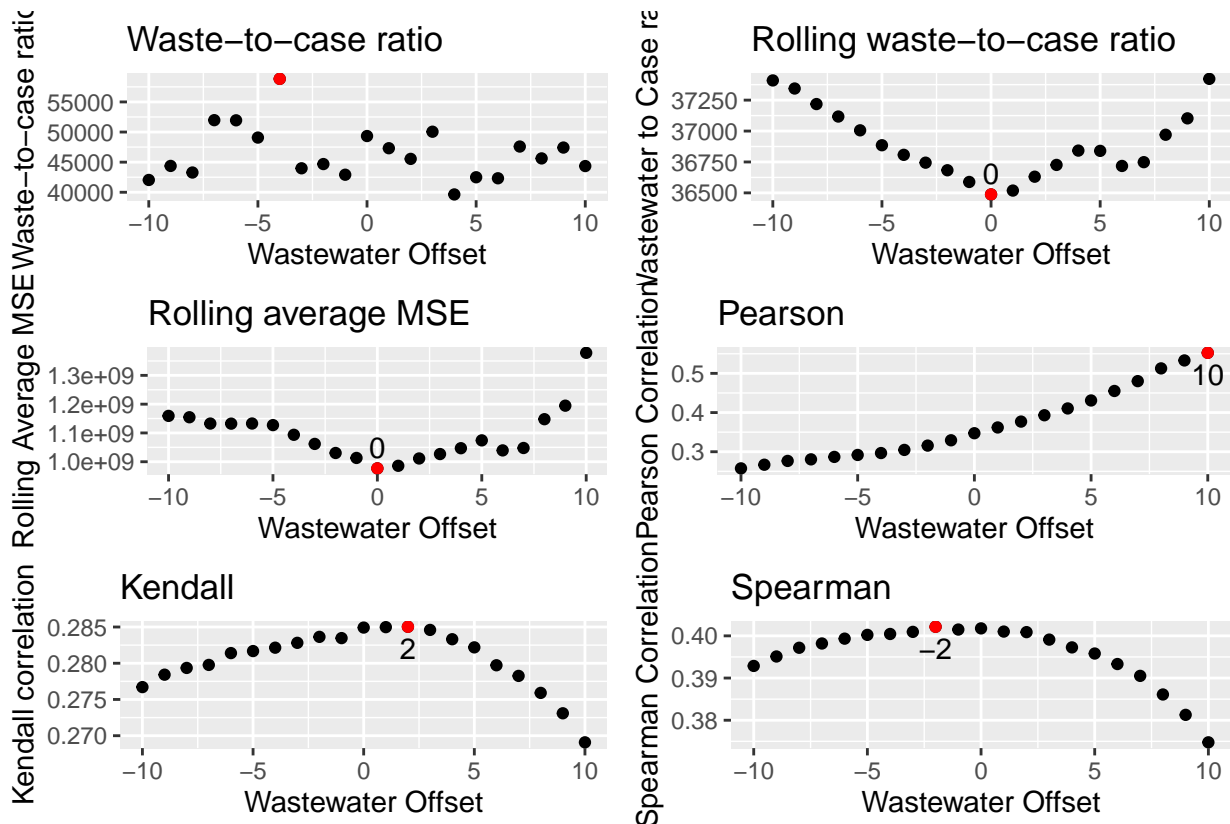 Waste−to−case ratio
Waste−to−case ratio
55000
50000
45000
40000
−10 −5 0 5 10
Wastewater Offset
Rolling waste−to−case ratio
Wastewater to Case ra
37250
37000
36750
36500
0
−10 −5 0 5 10
Wastewater Offset
Rolling average MSE
Rolling Average MSE
1.3e+09
1.2e+09
1.1e+09
1.0e+09
0
−10 −5 0 5 10
Wastewater Offset
Pearson
Pearson Correlation
0.5
0.4
0.3
10
−10 −5 0 5 10
Wastewater Offset
Kendall
Kendall correlation
0.285
0.280
0.275
0.270
2
−10 −5 0 5 10
Wastewater Offset
Spearman
Spearman Correlation
0.40
0.39
0.38
−2
−10 −5 0 5 10
Wastewater Offset